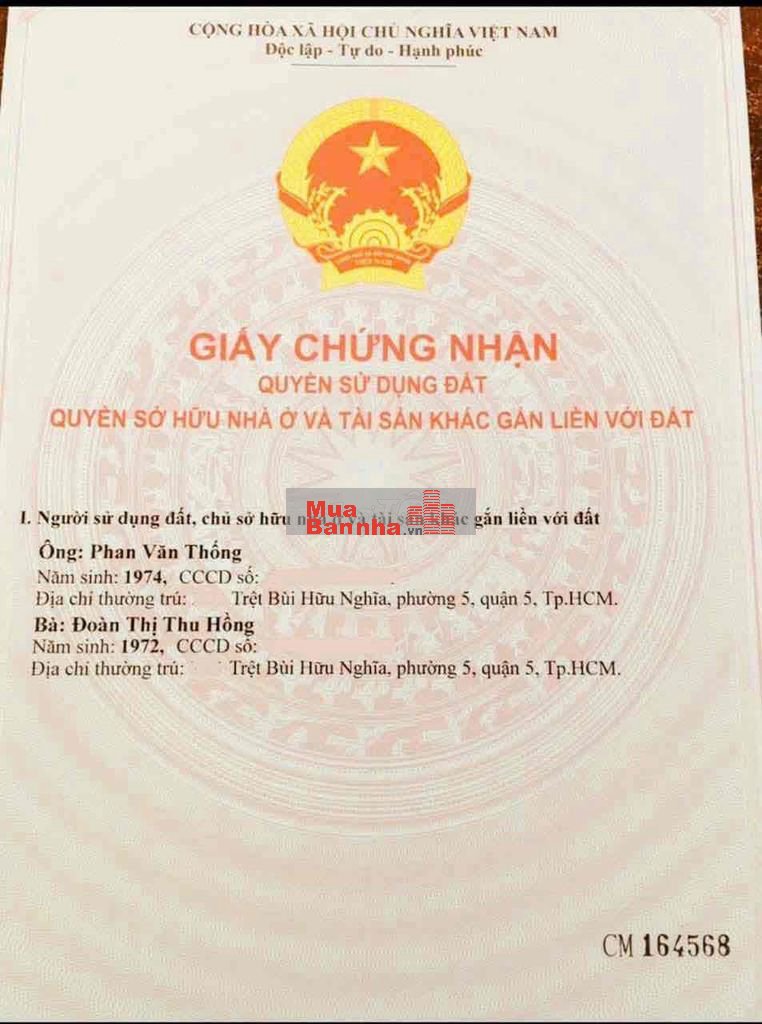 CỘNG HÒA XÃ HỘI CHỦ NGHĨA VIỆT NAM
Độc lập - Tự do - Hạnh phúc
GIẤY CHỨNG NHẬN
QUYỀN SỬ DỤNG ĐẤT
QUYỀN SỞ HỮU NHÀ Ở VÀ TÀI SẢN KHÁC GẮN LIỀN VỚI ĐẤT
I. Người sử dụng đất, chủ sở hữu nhà ở và tài sản khác gắn liền với đất
Mua
Bannha.vn
Ông: Phan Văn Thống
Năm sinh: 1974, CCCD số:
Địa chỉ thường trú: Trệt Bùi Hữu Nghĩa, phường 5, quận 5, Tp.HCM.
Bà: Đoàn Thị Thu Hồng
Năm sinh: 1972, CCCD số:
Địa chỉ thường trú: Trệt Bùi Hữu Nghĩa, phường 5, quận 5, Tp.HCM.
CM 164568